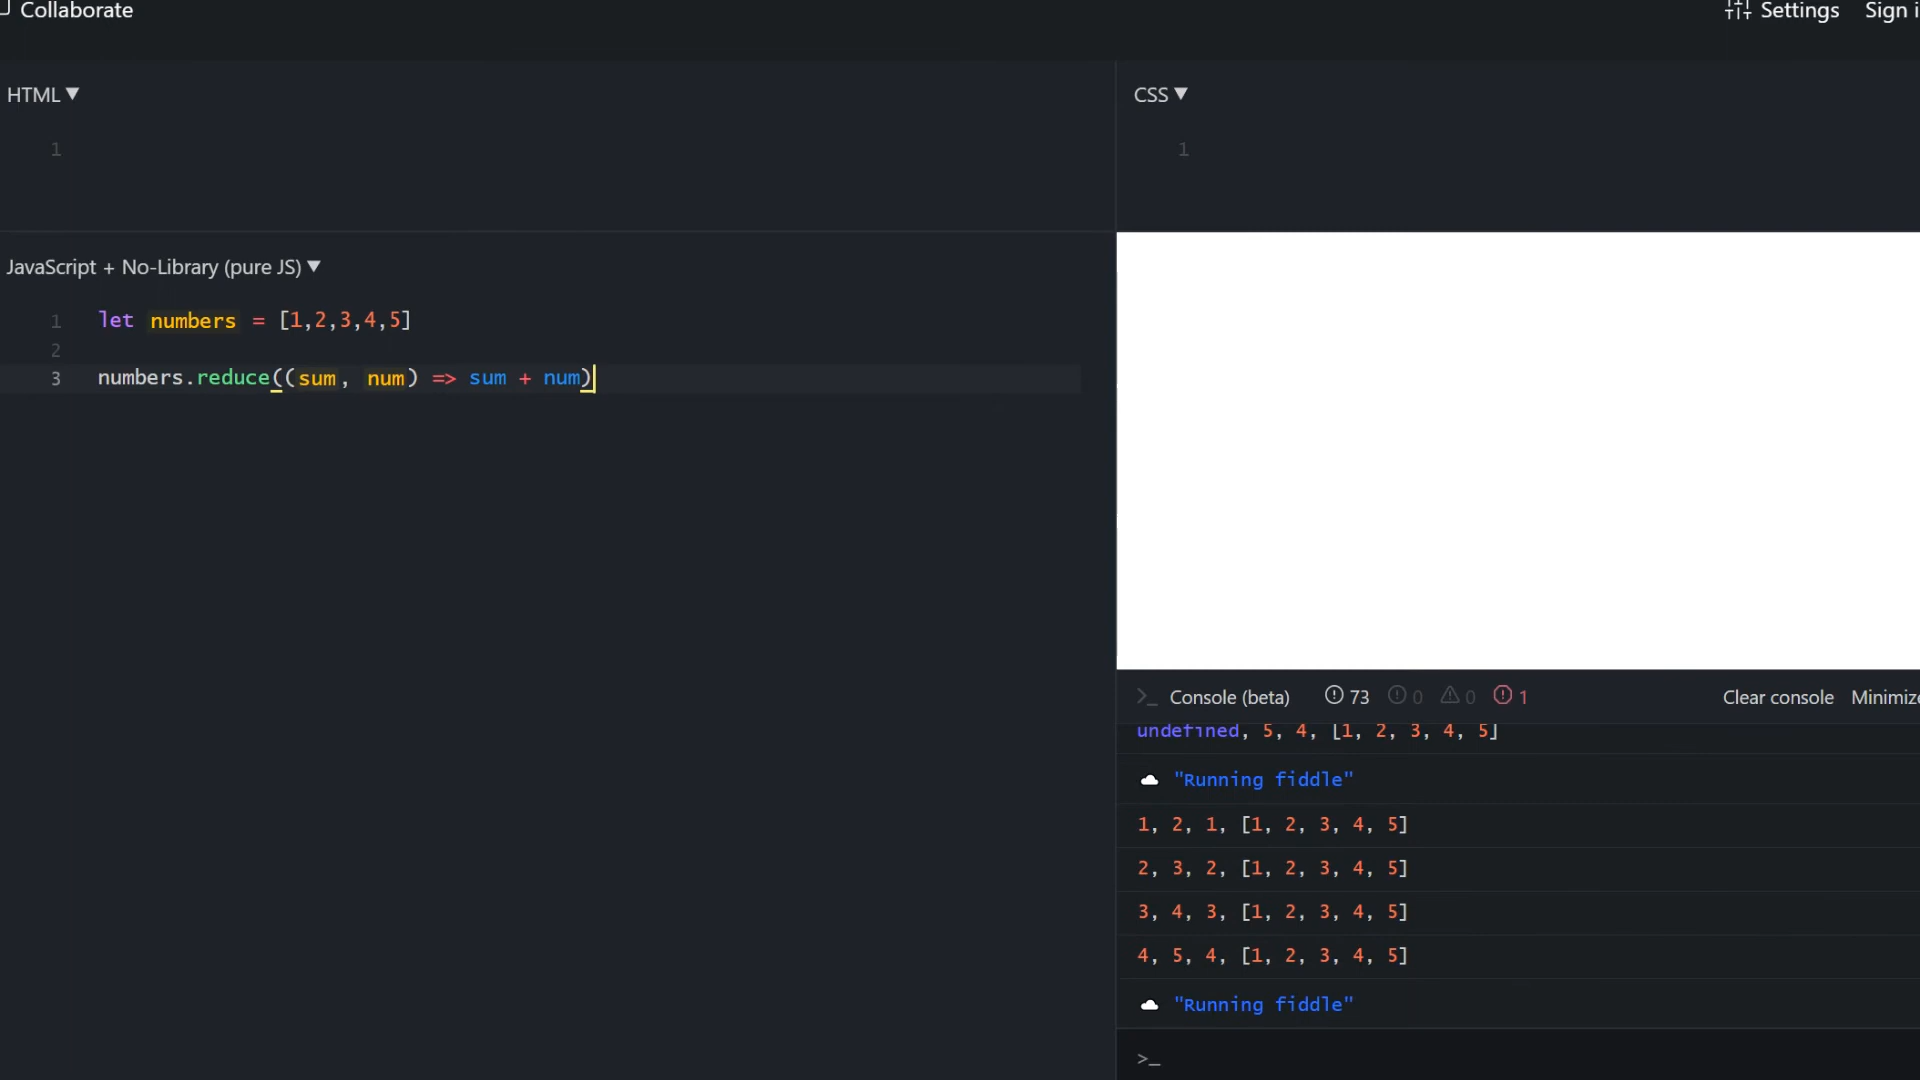 Collaborate
Settings Sign i
HTML
1
CSS
1
JavaScript + No-Library (pure JS)
1 let numbers = [1,2,3,4,5]
2
3 numbers.reduce((sum, num) => sum + num)
>_ Console (beta) 73 0 0 1 Clear console Minimize
undefined, 5, 4, [1, 2, 3, 4, 5]
"Running fiddle"
1, 2, 1, [1, 2, 3, 4, 5]
2, 3, 2, [1, 2, 3, 4, 5]
3, 4, 3, [1, 2, 3, 4, 5]
4, 5, 4, [1, 2, 3, 4, 5]
"Running fiddle"
>_